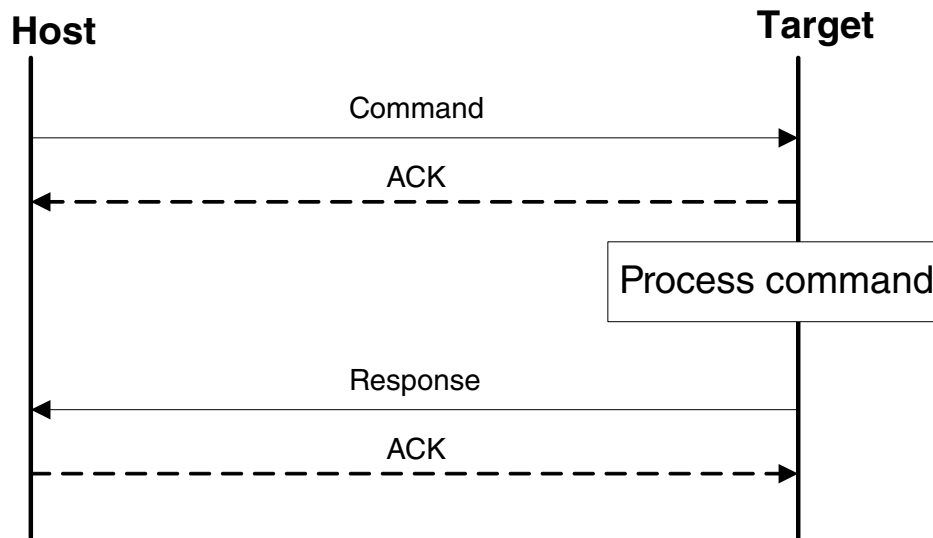 Host
Target
Command
ACK
Process command
Response
ACK